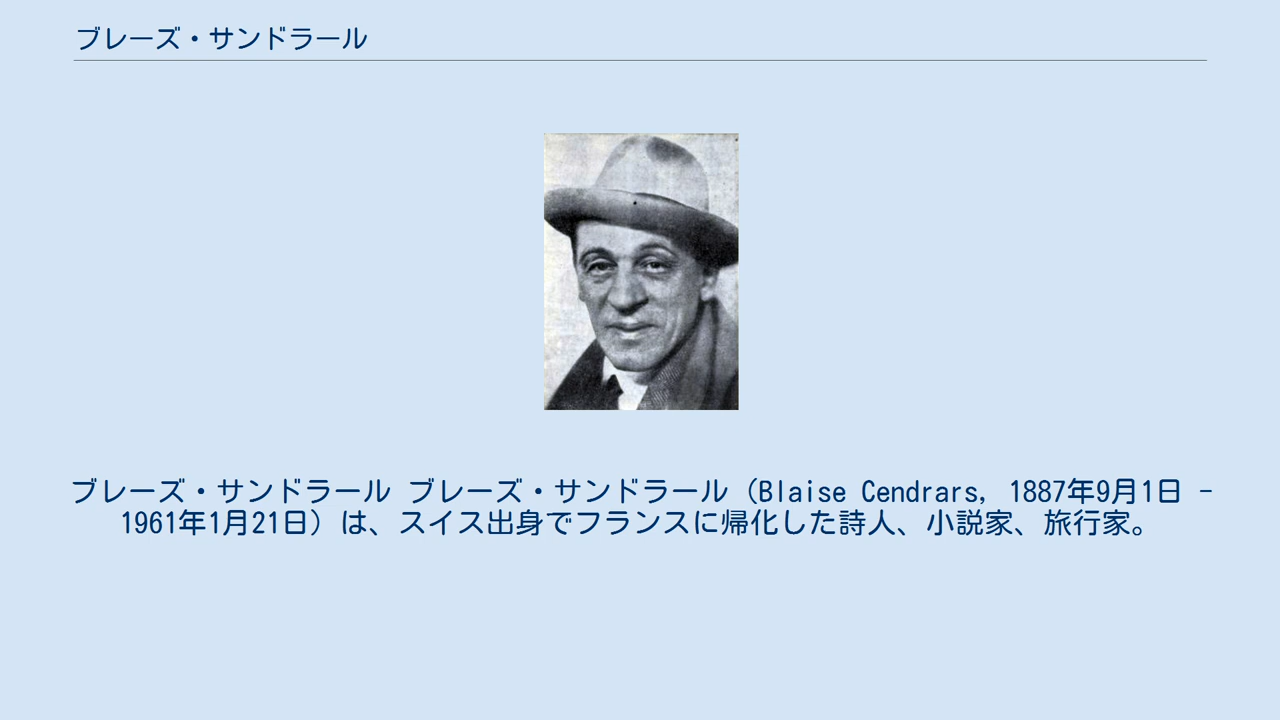 ブレーズ・サンドラール
ブレーズ・サンドラール ブレーズ・サンドラール（Blaise Cendrars, 1887年9月1日 -
1961年1月21日）は、スイス出身でフランスに帰化した詩人、小説家、旅行家。